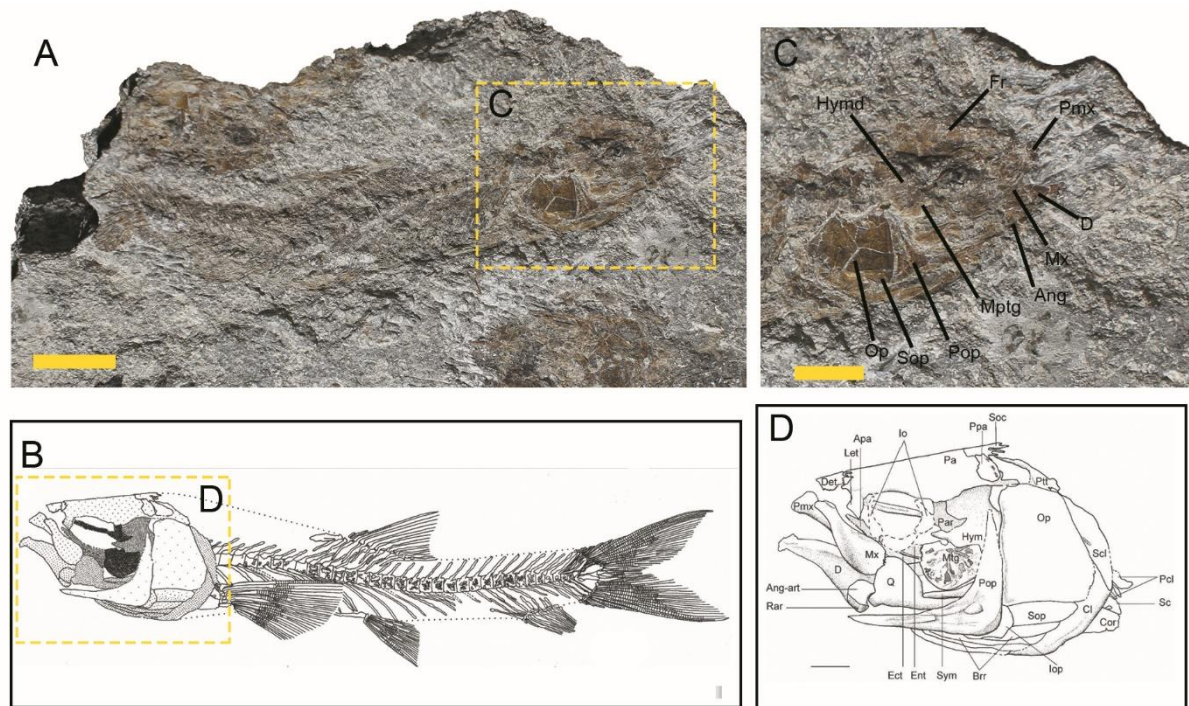 A
C
C
Fr
Hymd
Pmx
D
Mx
Ang
Mptg
Op
Sop
Pop
B
D
D
Soc
Ppa
Io
Apa
Let
Pa
Det
Ptt
Pmx
Op
Par
Hym
Scl
Mx
Mtg
D
Q
Pop
Pcl
Ang-art
Sop
Cl
Sc
Rar
Cor
Ect
Ent
Sym
Brr
Iop